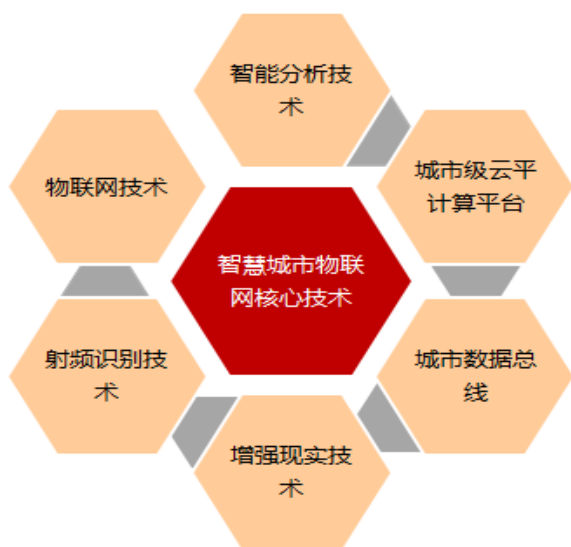 智能分析技
术
城市级云平
计算平台
城市数据总
线
增强现实技
术
射频识别技
术
物联网技术
智慧城市物联
网核心技术